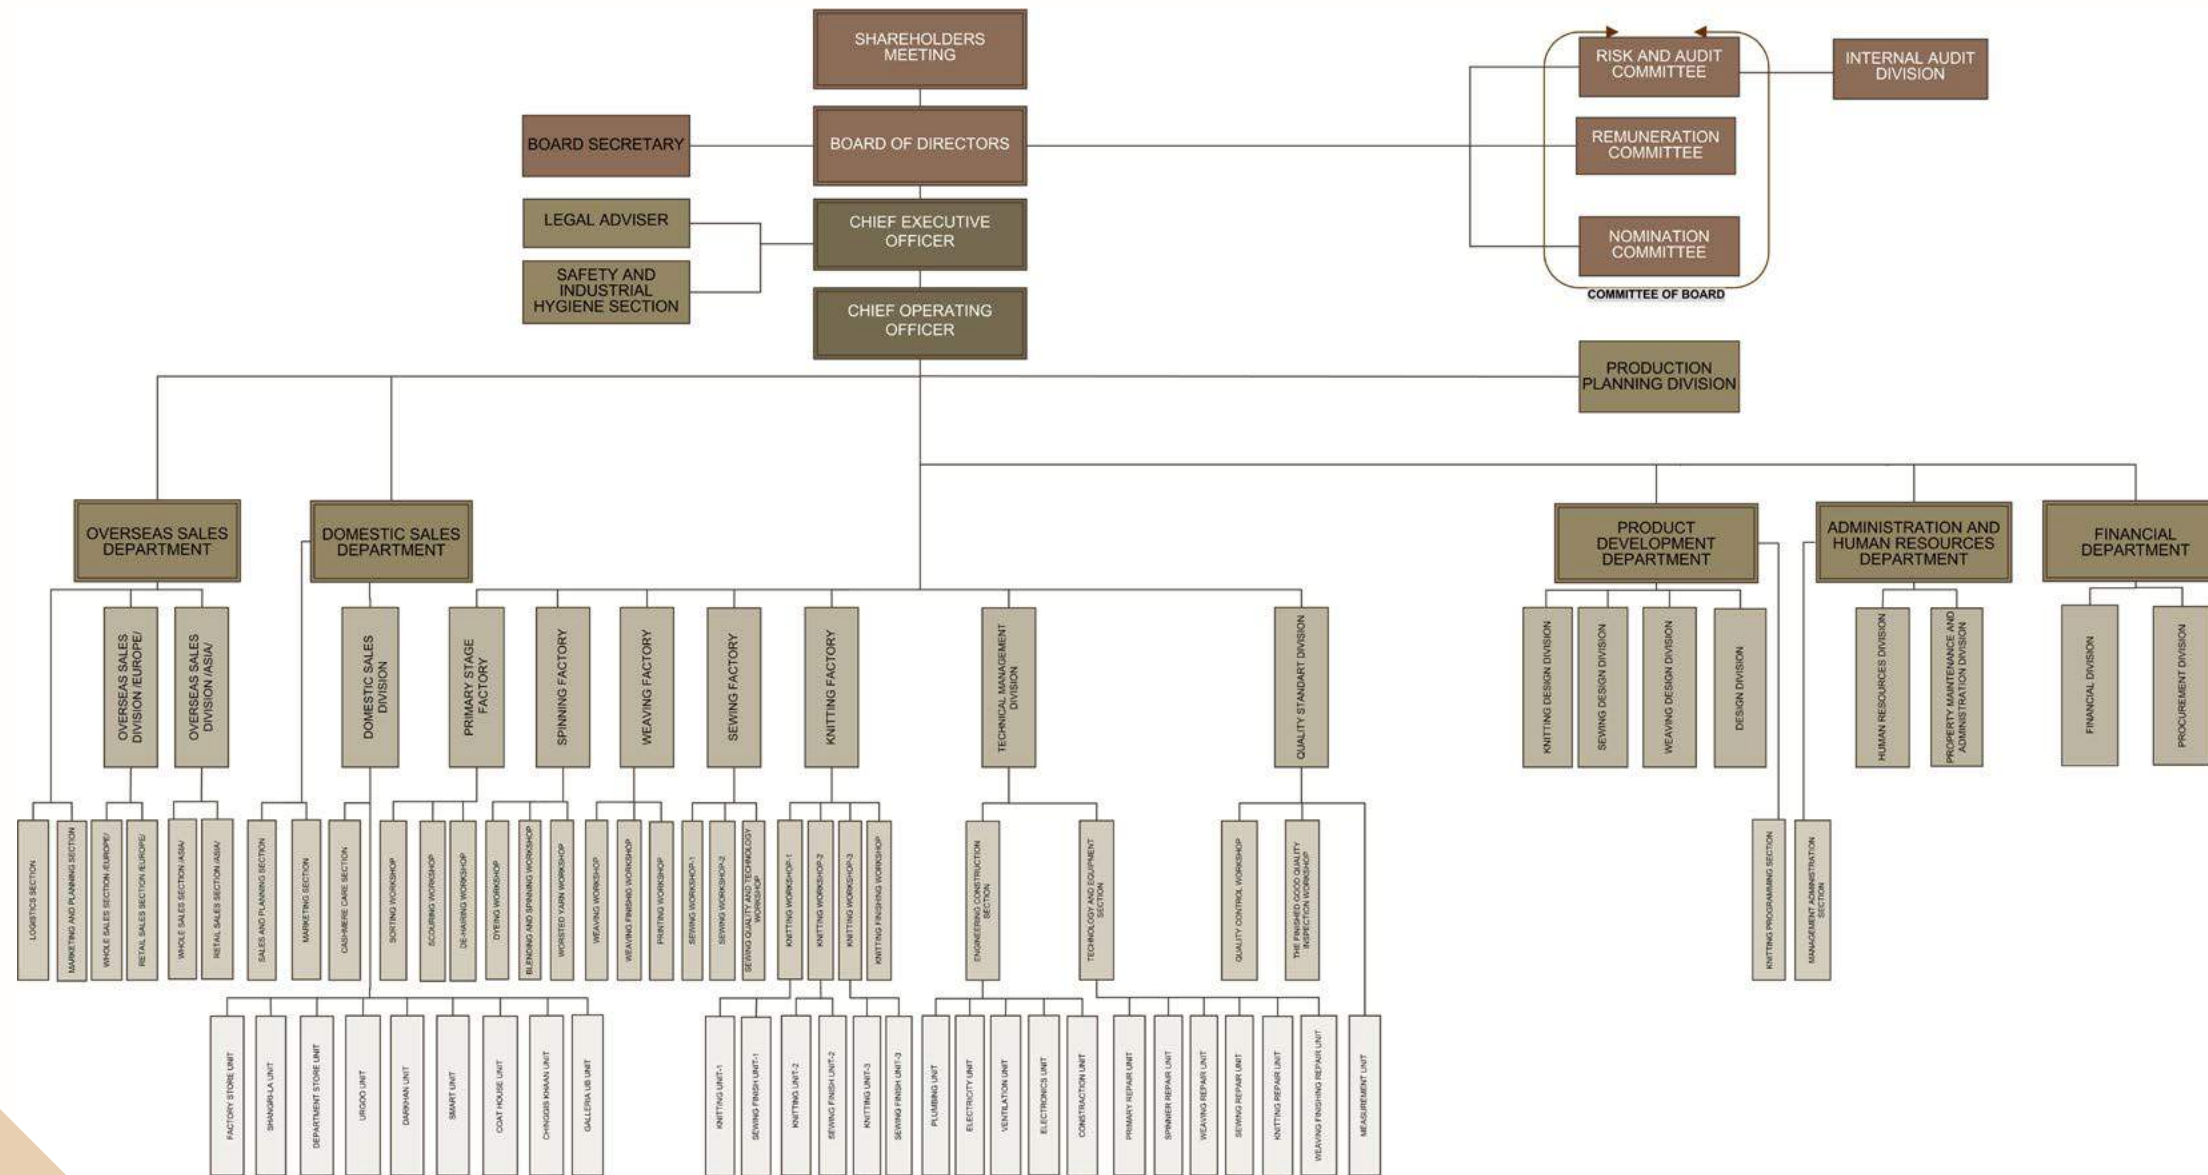 SHAREHOLDERS
MEETING
RISK AND AUDIT
COMMITTEE
INTERNAL AUDIT
DIVISION
BOARD SECRETARY
BOARD OF DIRECTORS
REMUNERATION
COMMITTEE
LEGAL ADVISER
CHIEF EXECUTIVE
OFFICER
NOMINATION
COMMITTEE
SAFETY AND
INDUSTRIAL
HYGIENE SECTION
COMMITTEE OF BOARD
CHIEF OPERATING
OFFICER
PRODUCTION
PLANNING DIVISION
OVERSEAS SALES
DEPARTMENT
DOMESTIC SALES
DEPARTMENT
PRODUCT
DEVELOPMENT
DEPARTMENT
ADMINISTRATION AND
HUMAN RESOURCES
DEPARTMENT
FINANCIAL
DEPARTMENT
OVERSEAS SALES
DIVISION /EUROPE/
OVERSEAS SALES
DIVISION /ASIA/
DOMESTIC SALES
DIVISION
PRIMARY STAGE
FACTORY
SPINNING FACTORY
WEAVING FACTORY
SEWING FACTORY
KNITTING FACTORY
TECHNICAL MANAGEMENT
DIVISION
QUALITY STANDART DIVISION
KNITTING DESIGN DIVISION
SEWING DESIGN DIVISION
WEAVING DESIGN DIVISION
DESIGN DIVISION
HUMAN RESOURCES DIVISION
PROPERTY MAINTENANCE AND
ADMINISTRATION DIVISION
FINANCIAL DIVISION
PROCUREMENT DIVISION
LOGISTICS SECTION
MARKETING AND PLANNING SECTION
WHOLE SALES SECTION /EUROPE/
RETAIL SALES SECTION /EUROPE/
WHOLE SALES SECTION /ASIA/
RETAIL SALES SECTION /ASIA/
SALES AND PLANNING SECTION
MARKETING SECTION
CASHMERE CARE SECTION
SORTING WORKSHOP
SCOURING WORKSHOP
DE-HAIRING WORKSHOP
DYEING WORKSHOP
BLENDING AND SPINNING WORKSHOP
WORSTED YARN WORKSHOP
WEAVING WORKSHOP
WEAVING FINISHING WORKSHOP
PRINTING WORKSHOP
SEWING WORKSHOP-1
SEWING WORKSHOP-2
SEWING QUALITY AND TECHNOLOGY
WORKSHOP
KNITTING WORKSHOP-1
KNITTING WORKSHOP-2
KNITTING WORKSHOP-3
KNITTING FINISHING WORKSHOP
ENGINEERING CONSTRUCTION
SECTION
TECHNOLOGY AND EQUIPMENT
SECTION
QUALITY CONTROL WORKSHOP
THE FINISHED GOOD QUALITY
INSPECTION WORKSHOP
KNITTING PROGRAMMING SECTION
MANAGEMENT ADMINISTRATION
SECTION
FACTORY STORE UNIT
SHANGRI-LA UNIT
DEPARTMENT STORE UNIT
URGOO UNIT
DARKHAN UNIT
SMART UNIT
COAT HOUSE UNIT
CHINGGIS KHAAN UNIT
GALLERIA UB UNIT
KNITTING UNIT-1
SEWING FINISH UNIT-1
KNITTING UNIT-2
SEWING FINISH UNIT-2
KNITTING UNIT-3
SEWING FINISH UNIT-3
PLUMBING UNIT
ELECTRICITY UNIT
VENTILATION UNIT
ELECTRONICS UNIT
CONSTRACTION UNIT
PRIMARY REPAIR UNIT
SPINNIER REPAIR UNIT
WEAVING REPAIR UNIT
SEWING REPAIR UNIT
KNITTING REPAIR UNIT
WEAVING FINISHING REPAIR UNIT
MEASUREMENT UNIT